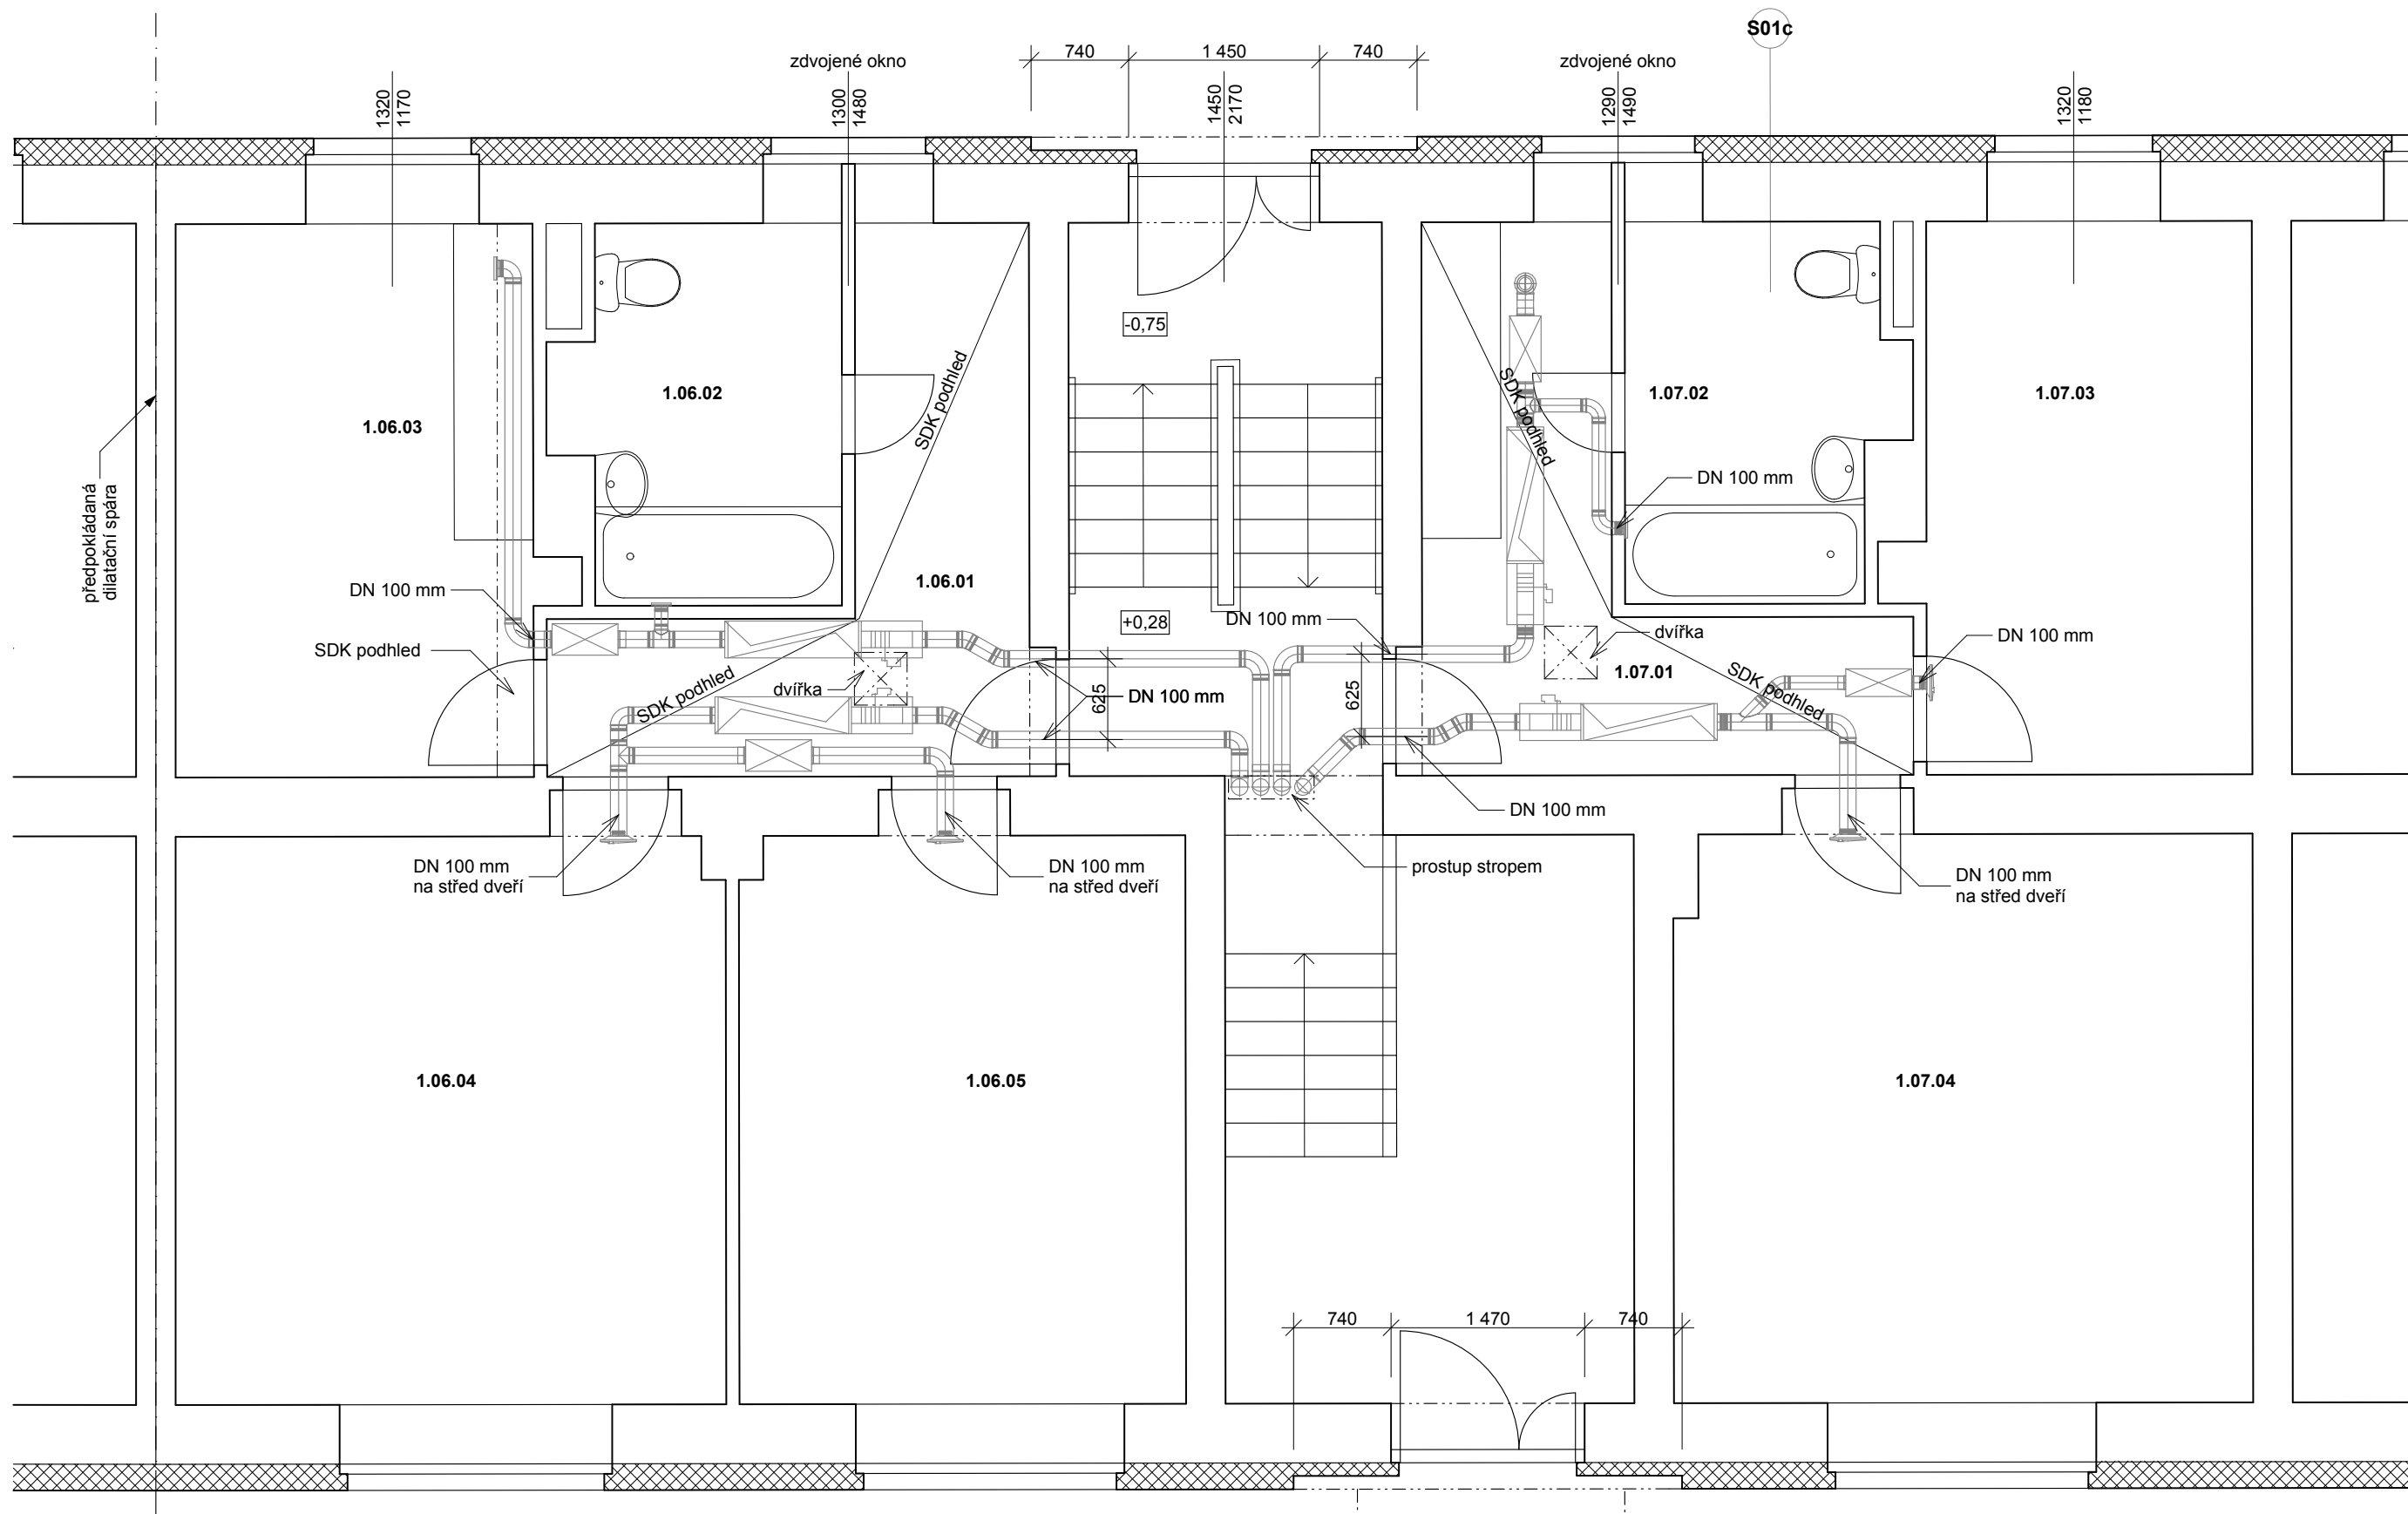 S01c
740
1 450
740
zdvojené okno
zdvojené okno
1320
1170
1300
1480
1450
2170
1290
1490
1320
1180
-0,75
SDK podhled
SDK podhled
1.06.03
1.06.02
1.07.02
1.07.03
DN 100 mm
předpokládaná
dilatační spára
1.06.01
DN 100 mm
+0,28
DN 100 mm
dvířka
DN 100 mm
SDK podhled
1.07.01
SDK podhled
dvířka
SDK podhled
625
DN 100 mm
625
DN 100 mm
prostup stropem
DN 100 mm
na střed dveří
DN 100 mm
na střed dveří
DN 100 mm
na střed dveří
1.06.04
1.06.05
1.07.04
740
1 470
740